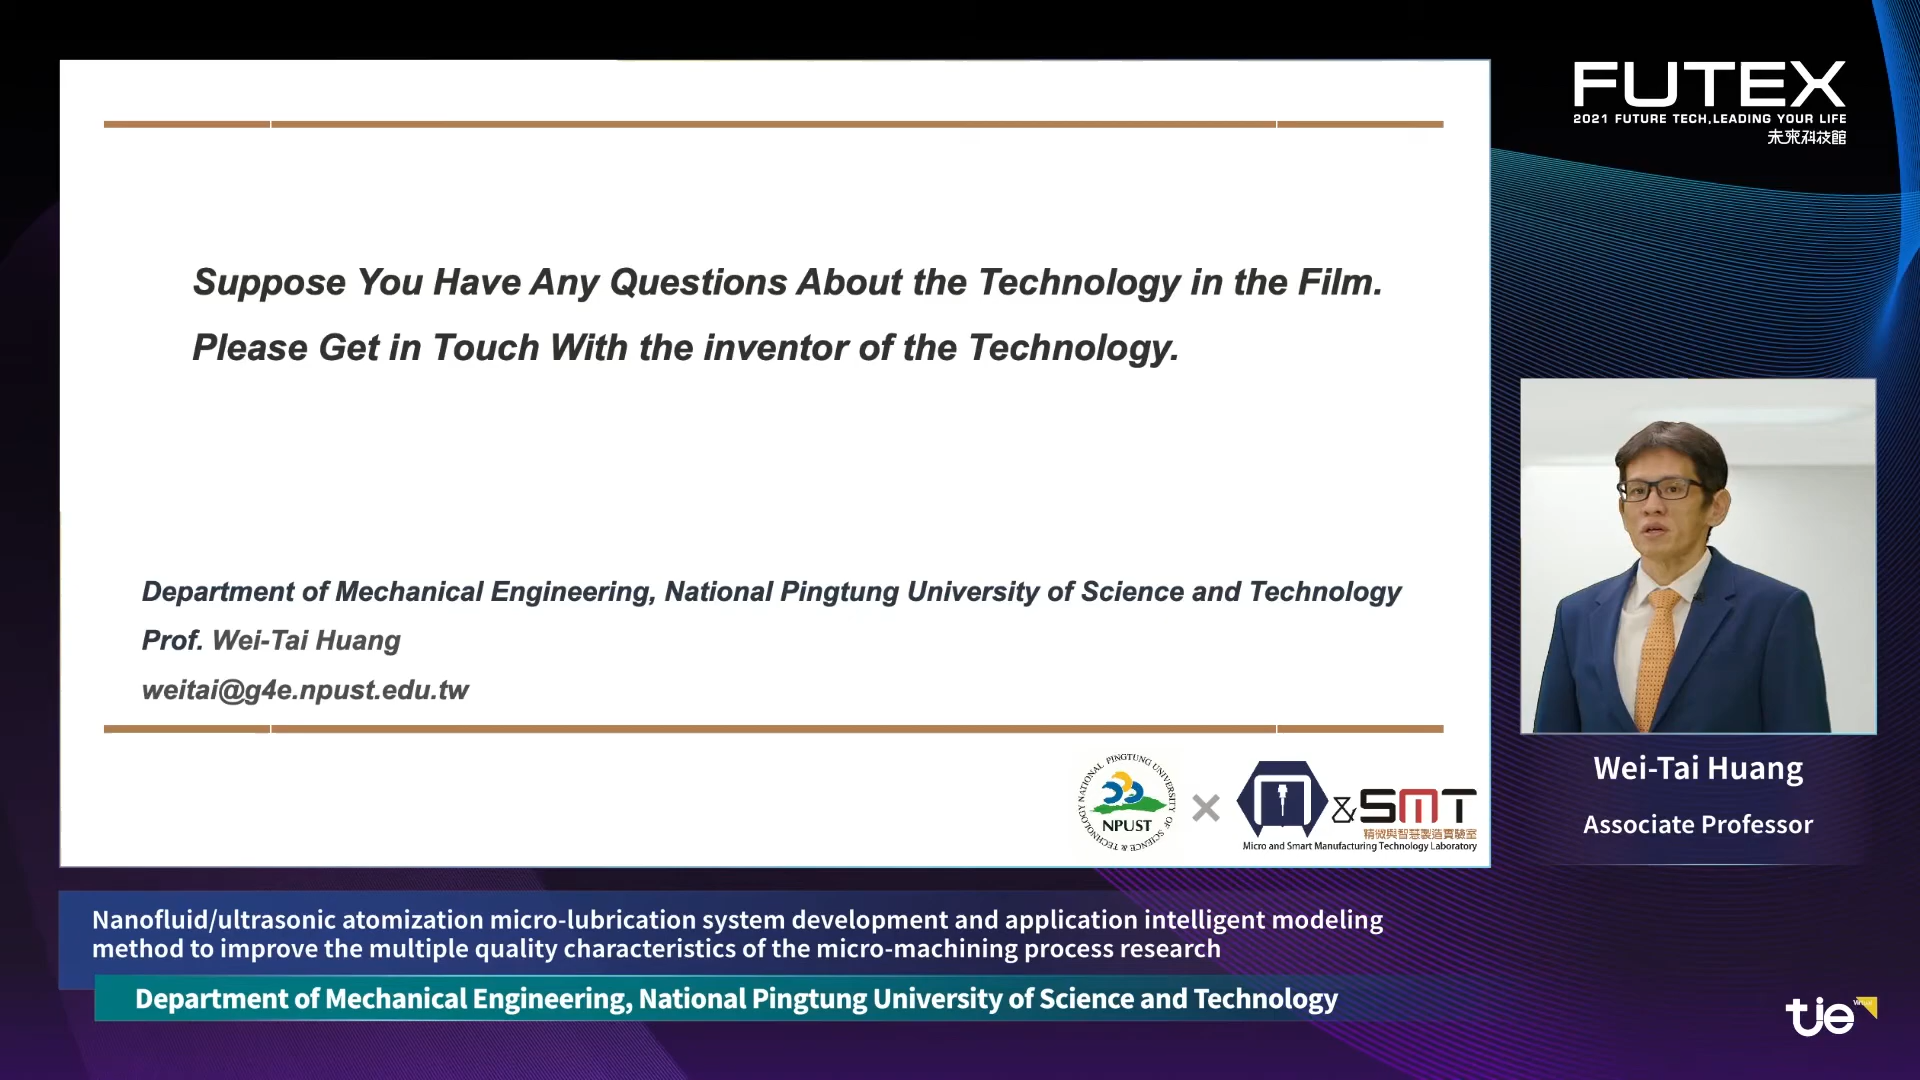 FUTEX
2021 FUTURE TECH,LEADING YOUR LIFE
未來科技館
Suppose You Have Any Questions About the Technology in the Film.
Please Get in Touch With the inventor of the Technology.
Department of Mechanical Engineering, National Pingtung University of Science and Technology
Prof. Wei-Tai Huang
weitai@g4e.npust.edu.tw
NATIONAL PINGTUNG UNIVERSITY OF SCIENCE & TECHNOLOGY
NPUST
×
&SMT
精微與智慧製造實驗室
Micro and Smart Manufacturing Technology Laboratory
Wei-Tai Huang
Associate Professor
Nanofluid/ultrasonic atomization micro-lubrication system development and application intelligent modeling
method to improve the multiple quality characteristics of the micro-machining process research
Department of Mechanical Engineering, National Pingtung University of Science and Technology
tie
Virtual